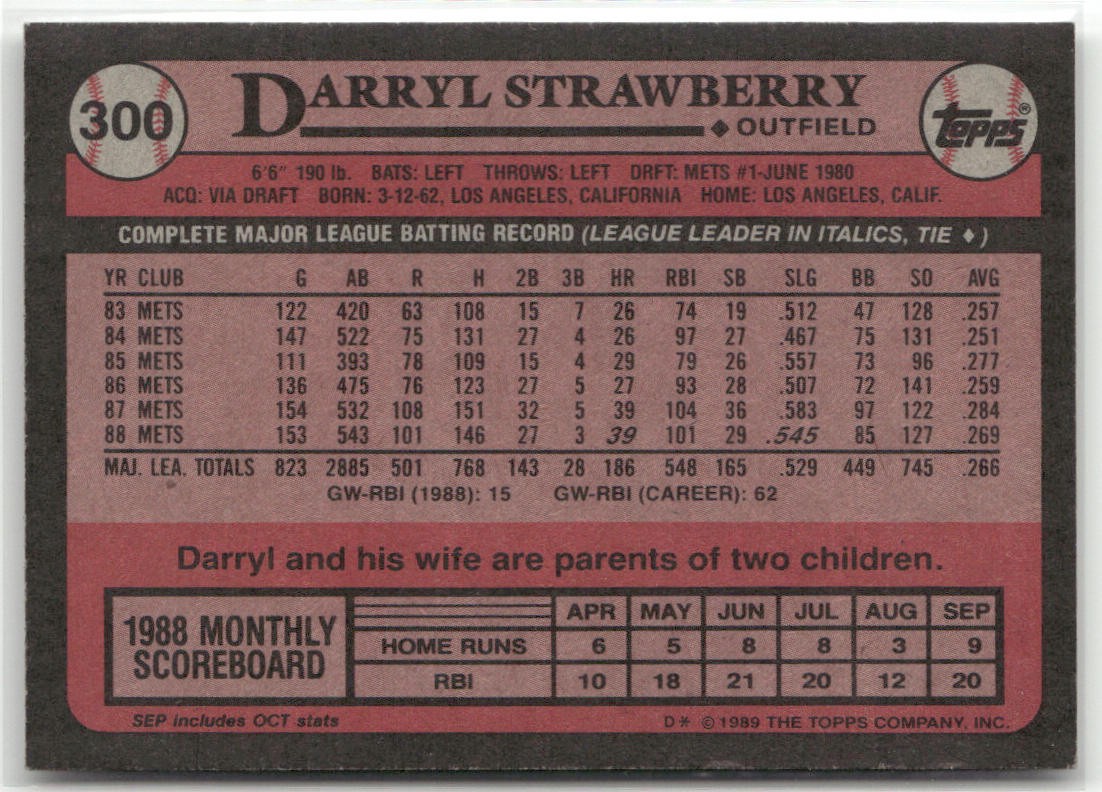 300 DARRYL STRAWBERRY topps®
♦ OUTFIELD
6'6" 190 lb. BATS: LEFT THROWS: LEFT DRFT: METS #1-JUNE 1980
ACQ: VIA DRAFT BORN: 3-12-62, LOS ANGELES, CALIFORNIA HOME: LOS ANGELES, CALIF.
COMPLETE MAJOR LEAGUE BATTING RECORD (LEAGUE LEADER IN ITALICS, TIE ♦)
YR CLUB G AB R H 2B 3B HR RBI SB SLG BB SO AVG
83 METS 122 420 63 108 15 7 26 74 19 .512 47 128 .257
84 METS 147 522 75 131 27 4 26 97 27 .467 75 131 .251
85 METS 111 393 78 109 15 4 29 79 26 .557 73 96 .277
86 METS 136 475 76 123 27 5 27 93 28 .507 72 141 .259
87 METS 154 532 108 151 32 5 39 104 36 .583 97 122 .284
88 METS 153 543 101 146 27 3 39 101 29 .545 85 127 .269
MAJ. LEA. TOTALS 823 2885 501 768 143 28 186 548 165 .529 449 745 .266
GW-RBI (1988): 15 GW-RBI (CAREER): 62
Darryl and his wife are parents of two children.
1988 MONTHLY SCOREBOARD
APR MAY JUN JUL AUG SEP
HOME RUNS 6 5 8 8 3 9
RBI 10 18 21 20 12 20
SEP includes OCT stats D* ©1989 THE TOPPS COMPANY, INC.